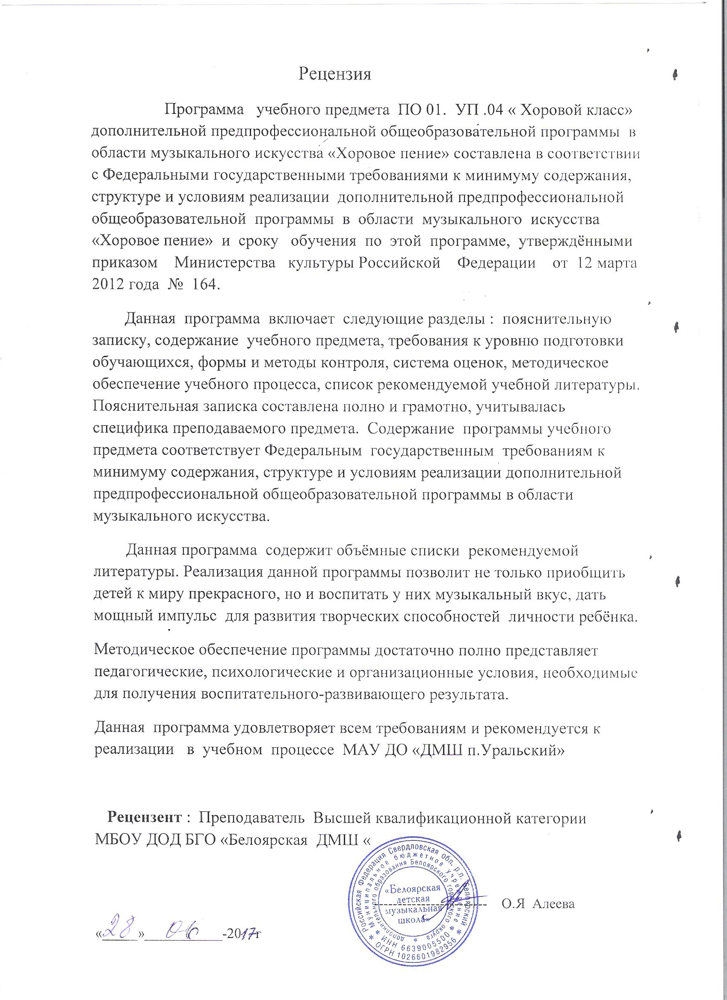 Рецензия
Программа учебного предмета ПО 01. УП .04 « Хоровой класс»
дополнительной предпрофессиональной общеобразовательной программы в
области музыкального искусства «Хоровое пение» составлена в соответствии
с Федеральными государственными требованиями к минимуму содержания,
структуре и условиям реализации дополнительной предпрофессиональной
общеобразовательной программы в области музыкального искусства
«Хоровое пение» и сроку обучения по этой программе, утверждёнными
приказом Министерства культуры Российской Федерации от 12 марта
2012 года № 164.
Данная программа включает следующие разделы : пояснительную
записку, содержание учебного предмета, требования к уровню подготовки
обучающихся, формы и методы контроля, система оценок, методическое
обеспечение учебного процесса, список рекомендуемой учебной литературы.
Пояснительная записка составлена полно и грамотно, учитывалась
специфика преподаваемого предмета. Содержание программы учебного
предмета соответствует Федеральным государственным требованиям к
минимуму содержания, структуре и условиям реализации дополнительной
предпрофессиональной общеобразовательной программы в области
музыкального искусства.
Данная программа содержит объёмные списки рекомендуемой
литературы. Реализация данной программы позволит не только приобщить
детей к миру прекрасного, но и воспитать у них музыкальный вкус, дать
мощный импульс для развития творческих способностей личности ребёнка.
Методическое обеспечение программы достаточно полно представляет
педагогические, психологические и организационные условия, необходимые
для получения воспитательного-развивающего результата.
Данная программа удовлетворяет всем требованиям и рекомендуется к
реализации в учебном процессе МАУ ДО «ДМШ п.Уральский»
Рецензент : Преподаватель Высшей квалификационной категории
МБОУ ДОД БГО «Белоярская ДМШ «
Российская Федерация Свердловская обл. р.п. Белоярский
* ОГРН 1026601982956 *
Муниципальное бюджетное учреждение
* ИНН 6639005500 *
дополнительного образования Белоярского городского округа *
«Белоярская
детская
музыкальная
школа»
О.Я Алеева
«28» 06 -2017г